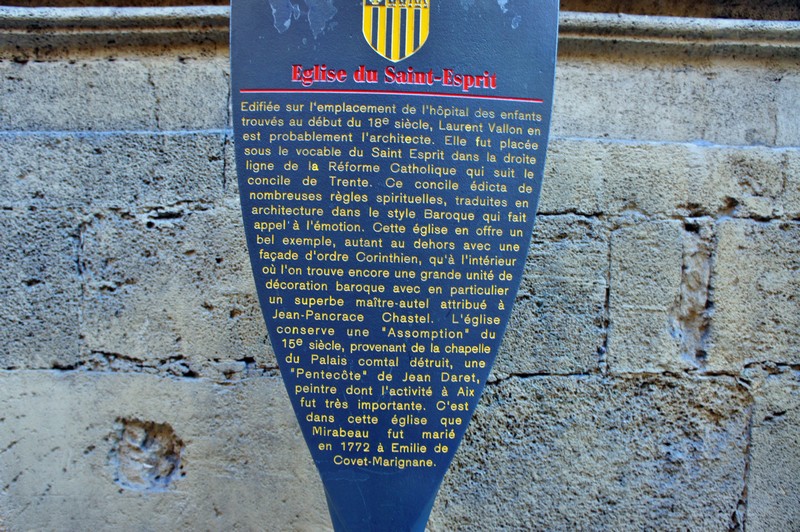 Eglise du Saint-Esprit
Edifiée sur l'emplacement de l'hôpital des enfants
trouvés au début du 18e siècle, Laurent Vallon en
est probablement l'architecte. Elle fut placée
sous le vocable du Saint Esprit dans la droite
ligne de la Réforme Catholique qui suit le
concile de Trente. Ce concile édicta de
nombreuses règles spirituelles, traduites en
architecture dans le style Baroque qui fait
appel à l'émotion. Cette église en offre un
bel exemple, autant au dehors avec une
façade d'ordre Corinthien, qu'à l'intérieur
où l'on trouve encore une grande unité de
décoration baroque avec en particulier
un superbe maître-autel attribué à
Jean-Pancrace Chastel. L'église
conserve une "Assomption" du
15e siècle, provenant de la chapelle
du Palais comtal détruit, une
"Pentecôte" de Jean Daret,
peintre dont l'activité à Aix
fut très importante. C'est
dans cette église que
Mirabeau fut marié
en 1772 à Emilie de
Covet-Marignane.